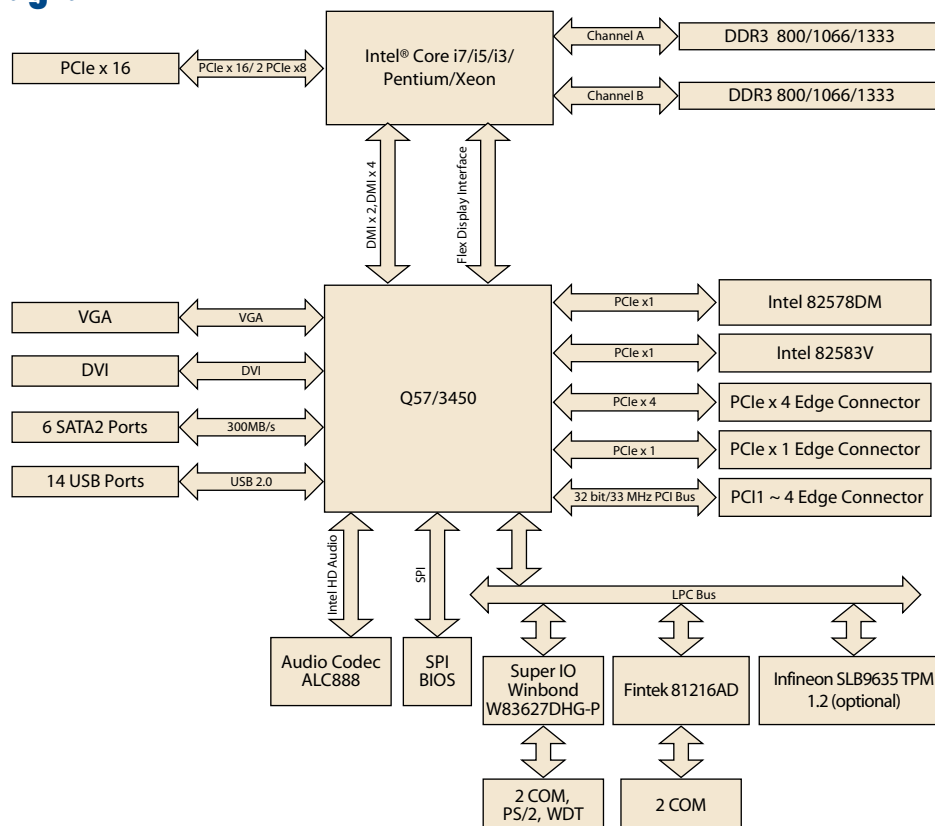 Intel® Core i7/i5/i3/
Pentium/Xeon
PCIe x 16
PCIe x 16/ 2 PCIe x8
Channel A
DDR3 800/1066/1333
Channel B
DDR3 800/1066/1333
DMI x 2, DMI x 4
Flex Display Interface
Q57/3450
VGA
VGA
DVI
DVI
6 SATA2 Ports
300MB/s
14 USB Ports
USB 2.0
PCIe x1
Intel 82578DM
PCIe x1
Intel 82583V
PCIe x 4
PCIe x 4 Edge Connector
PCIe x 1
PCIe x 1 Edge Connector
32 bit/33 MHz PCI Bus
PCI1 ~ 4 Edge Connector
Intel HD Audio
SPI
LPC Bus
Audio Codec
ALC888
SPI
BIOS
Super IO
Winbond
W83627DHG-P
Fintek 81216AD
Infineon SLB9635 TPM
1.2 (optional)
2 COM,
PS/2, WDT
2 COM